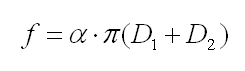 f = α · π(D₁ + D₂)